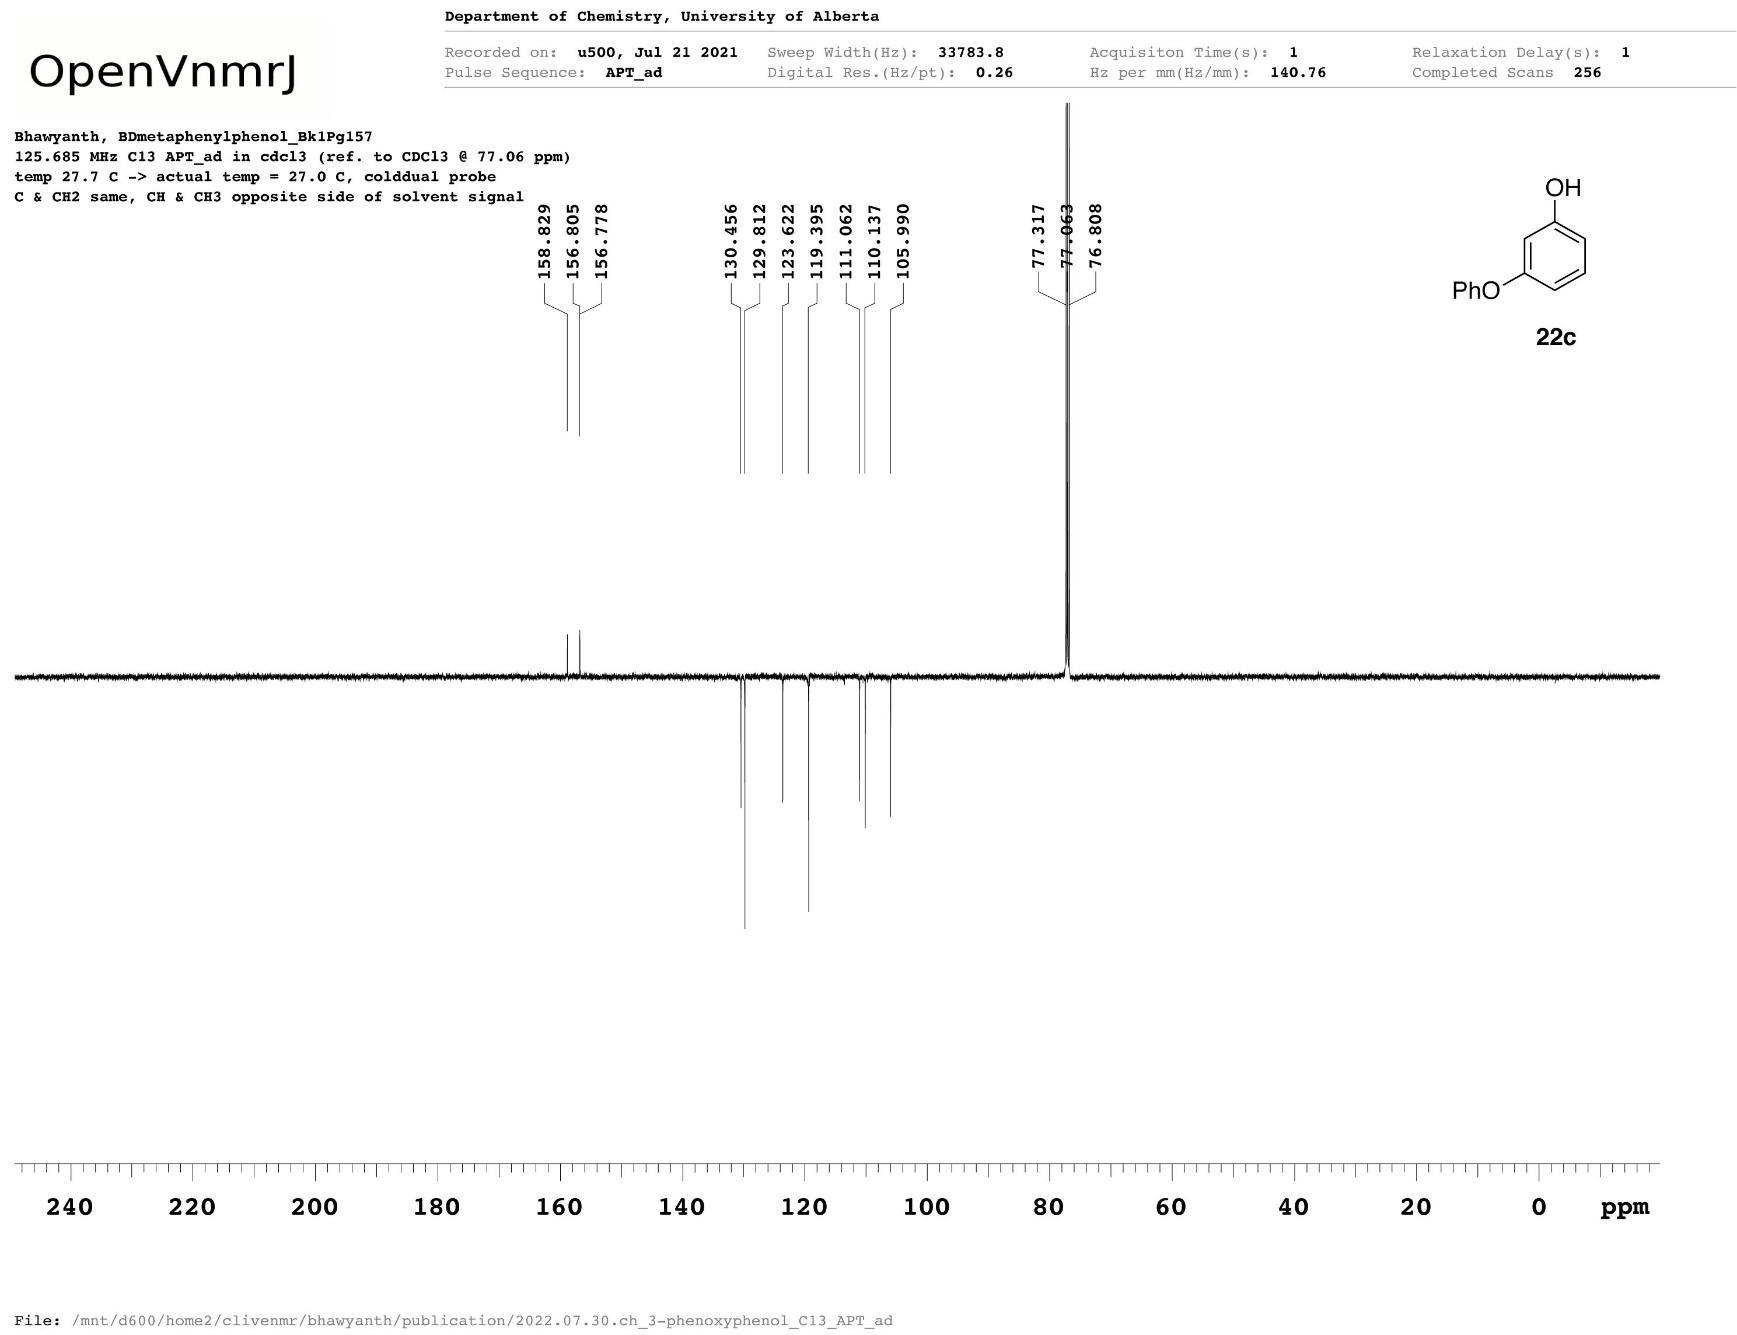 Department of Chemistry, University of Alberta
OpenVnmrJ
Recorded on: u500, Jul 21 2021 Sweep Width(Hz): 33783.8 Acquisiton Time(s): 1 Relaxation Delay(s): 1
Pulse Sequence: APT_ad Digital Res.(Hz/pt): 0.26 Hz per mm(Hz/mm): 140.76 Completed Scans 256
Bhawyanth, BDmetaphenylphenol_Bk1Pg157
125.685 MHz C13 APT_ad in cdcl3 (ref. to CDCl3 @ 77.06 ppm)
temp 27.7 C -> actual temp = 27.0 C, colddual probe
C & CH2 same, CH & CH3 opposite side of solvent signal
158.829
156.805
156.778
130.456
129.812
123.622
119.395
111.062
110.137
105.990
77.317
77.063
76.808
OH
PhO
22c
240 220 200 180 160 140 120 100 80 60 40 20 0 ppm
File: /mnt/d600/home2/clivenmr/bhawyanth/publication/2022.07.30.ch_3-phenoxyphenol_C13_APT_ad